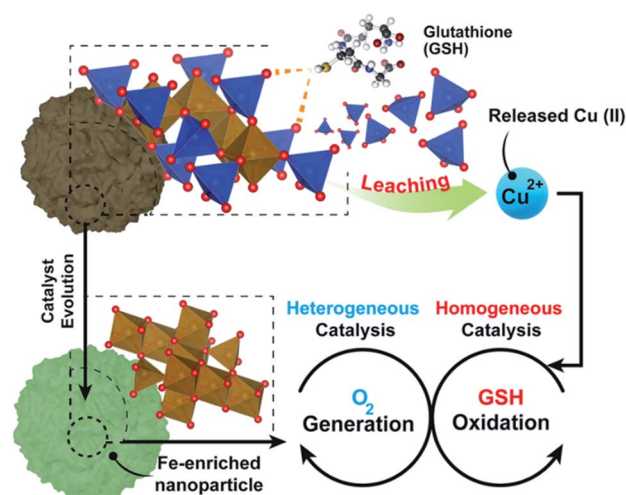 Glutathione
(GSH)
Released Cu (II)
Leaching
Cu2+
Catalyst
Evolution
Heterogeneous
Catalysis
Homogeneous
Catalysis
O2
Generation
GSH
Oxidation
Fe-enriched
nanoparticle